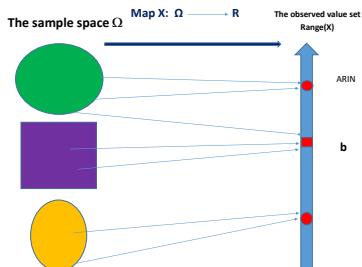 Map X: Ω → R
The observed value set
Range(X)
The sample space Ω
ARIN
b